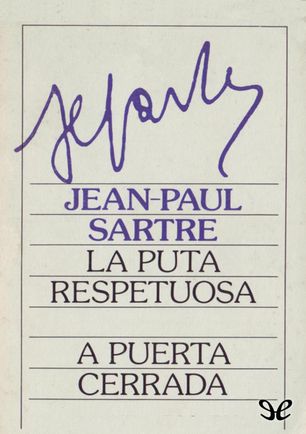 JEAN-PAUL
SARTRE
LA PUTA
RESPETUOSA
A PUERTA
CERRADA